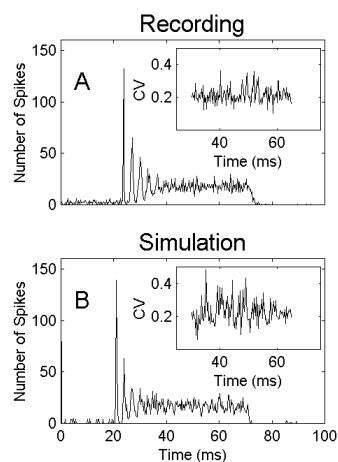 Recording
150
100
50
0
Number of Spikes
A
0.4
0.2
CV
40
60
Time (ms)
Simulation
150
100
50
0
Number of Spikes
B
0.4
0.2
CV
40
60
Time (ms)
0
20
40
60
80
100
Time (ms)